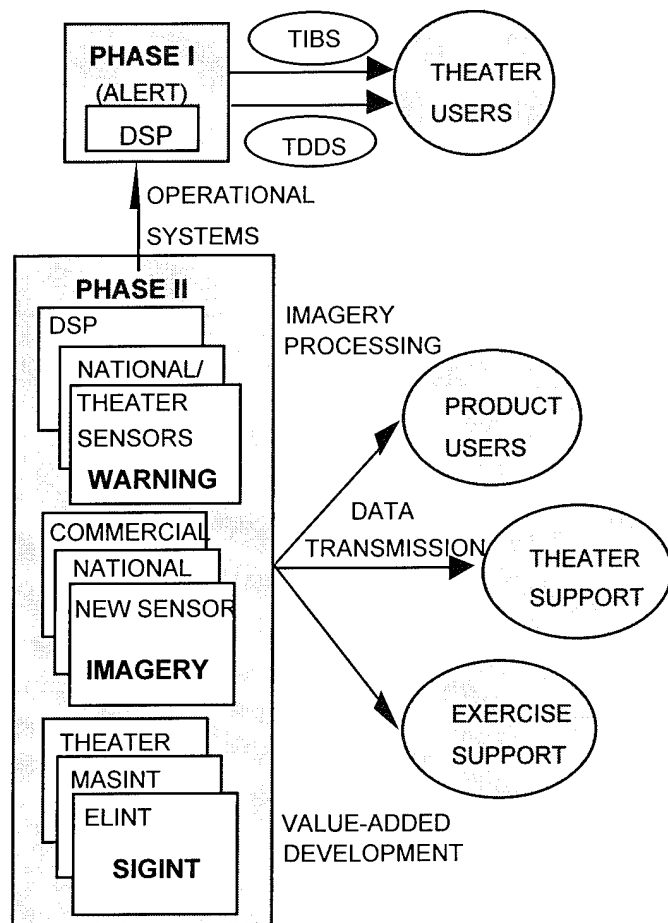 PHASE I
(ALERT)
DSP
TIBS
TDDS
THEATER
USERS
OPERATIONAL
SYSTEMS
PHASE II
DSP
NATIONAL/
THEATER
SENSORS
WARNING
COMMERCIAL
NATIONAL
NEW SENSOR
IMAGERY
THEATER
MASINT
ELINT
SIGINT
IMAGERY
PROCESSING
PRODUCT
USERS
DATA
TRANSMISSION
THEATER
SUPPORT
EXERCISE
SUPPORT
VALUE-ADDED
DEVELOPMENT